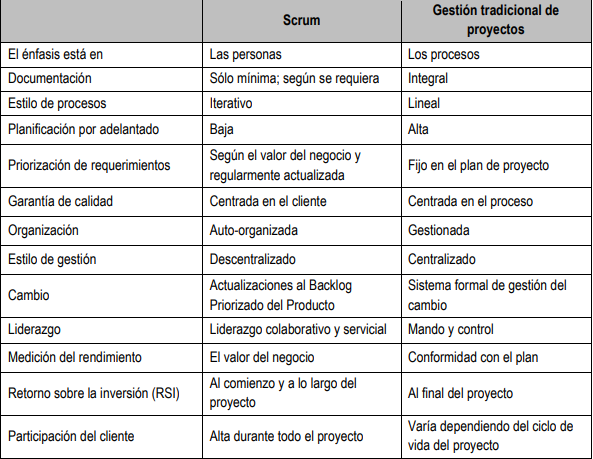 Scrum
Gestión tradicional de
proyectos
El énfasis está en
Las personas
Los procesos
Documentación
Sólo mínima; según se requiera
Integral
Estilo de procesos
Iterativo
Lineal
Planificación por adelantado
Baja
Alta
Priorización de requerimientos
Según el valor del negocio y
regularmente actualizada
Fijo en el plan de proyecto
Garantía de calidad
Centrada en el cliente
Centrada en el proceso
Organización
Auto-organizada
Gestionada
Estilo de gestión
Descentralizado
Centralizado
Cambio
Actualizaciones al Backlog
Priorizado del Producto
Sistema formal de gestión del
cambio
Liderazgo
Liderazgo colaborativo y servicial
Mando y control
Medición del rendimiento
El valor del negocio
Conformidad con el plan
Retorno sobre la inversión (RSI)
Al comienzo y a lo largo del
proyecto
Al final del proyecto
Participación del cliente
Alta durante todo el proyecto
Varía dependiendo del ciclo de
vida del proyecto